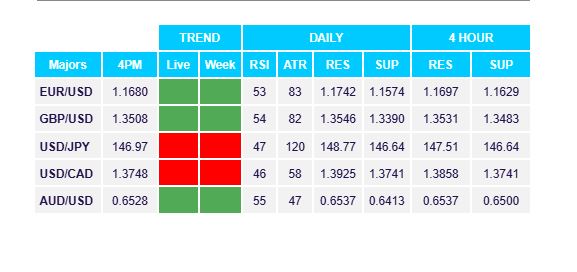 TREND DAILY 4 HOUR
Majors 4PM Live Week RSI ATR RES SUP RES SUP
EUR/USD 1.1680 53 83 1.1742 1.1574 1.1697 1.1629
GBP/USD 1.3508 54 82 1.3546 1.3390 1.3531 1.3483
USD/JPY 146.97 47 120 148.77 146.64 147.51 146.64
USD/CAD 1.3748 46 58 1.3925 1.3741 1.3858 1.3741
AUD/USD 0.6528 55 47 0.6537 0.6413 0.6537 0.6500